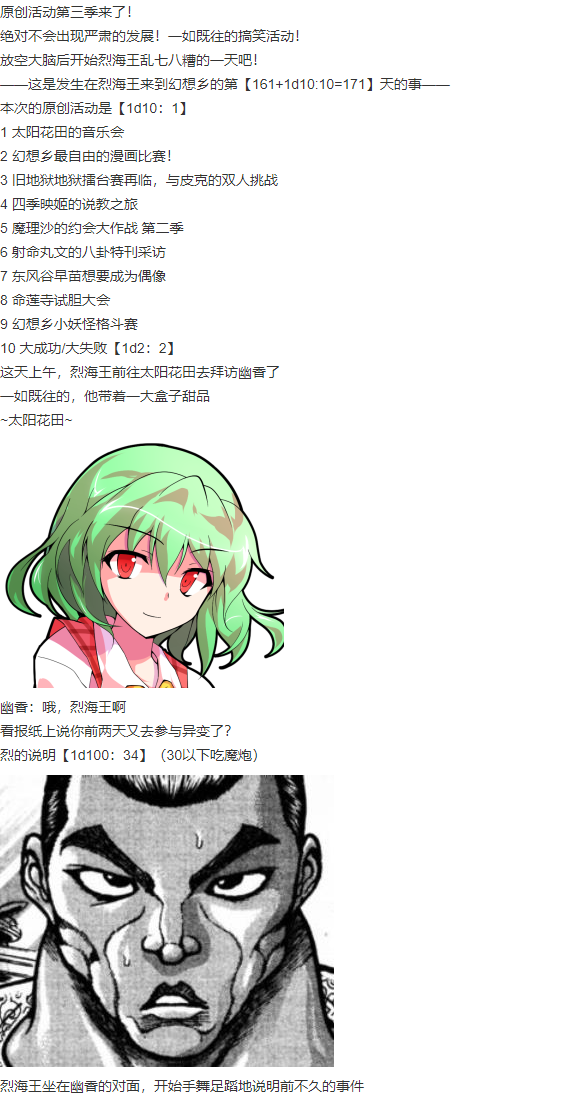 原创活动第三季来了！
绝对不会出现严肃的发展！一如既往的搞笑活动！
放空大脑后开始烈海王乱七八糟的一天吧！
——这是发生在烈海王来到幻想乡的第【161+1d10:10=171】天的事——
本次的原创活动是【1d10：1】
1 太阳花田的音乐会
2 幻想乡最自由的漫画比赛！
3 旧地狱地狱擂台赛再临，与皮克的双人挑战
4 四季映姬的说教之旅
5 魔理沙的约会大作战 第二季
6 射命丸文的八卦特刊采访
7 东风谷早苗想要成为偶像
8 命莲寺试胆大会
9 幻想乡小妖怪格斗赛
10 大成功/大失败【1d2：2】
这天上午，烈海王前往太阳花田去拜访幽香了
一如既往的，他带着一大盒子甜品
~太阳花田~
幽香：哦，烈海王啊
看报纸上说你前两天又去参与异变了？
烈的说明【1d100：34】（30以下吃魔炮）
烈海王坐在幽香的对面，开始手舞足蹈地说明前不久的事件